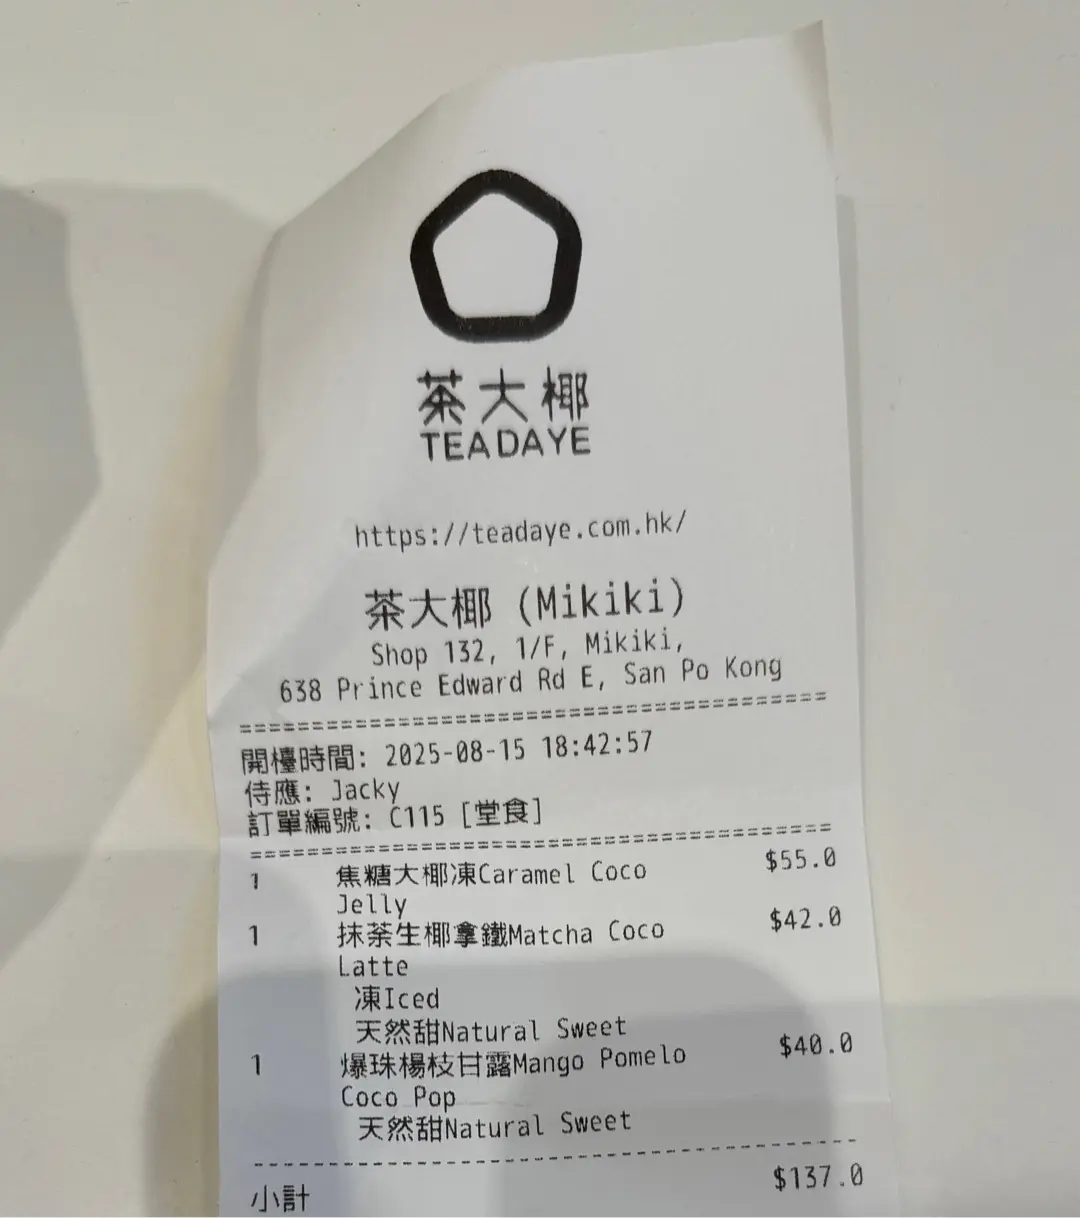 茶大椰
TEADAYE
https://teadaye.com.hk/
茶大椰 (Mikiki)
Shop 132, 1/F, Mikiki,
638 Prince Edward Rd E, San Po Kong
========================================
開檯時間: 2025-08-15 18:42:57
侍應: Jacky
訂單編號: C115 [堂食]
========================================
1 焦糖大椰凍Caramel Coco $55.0
Jelly
1 抹茶生椰拿鐵Matcha Coco $42.0
Latte
凍Iced
天然甜Natural Sweet
1 爆珠楊枝甘露Mango Pomelo $40.0
Coco Pop
天然甜Natural Sweet
----------------------------------------
小計 $137.0